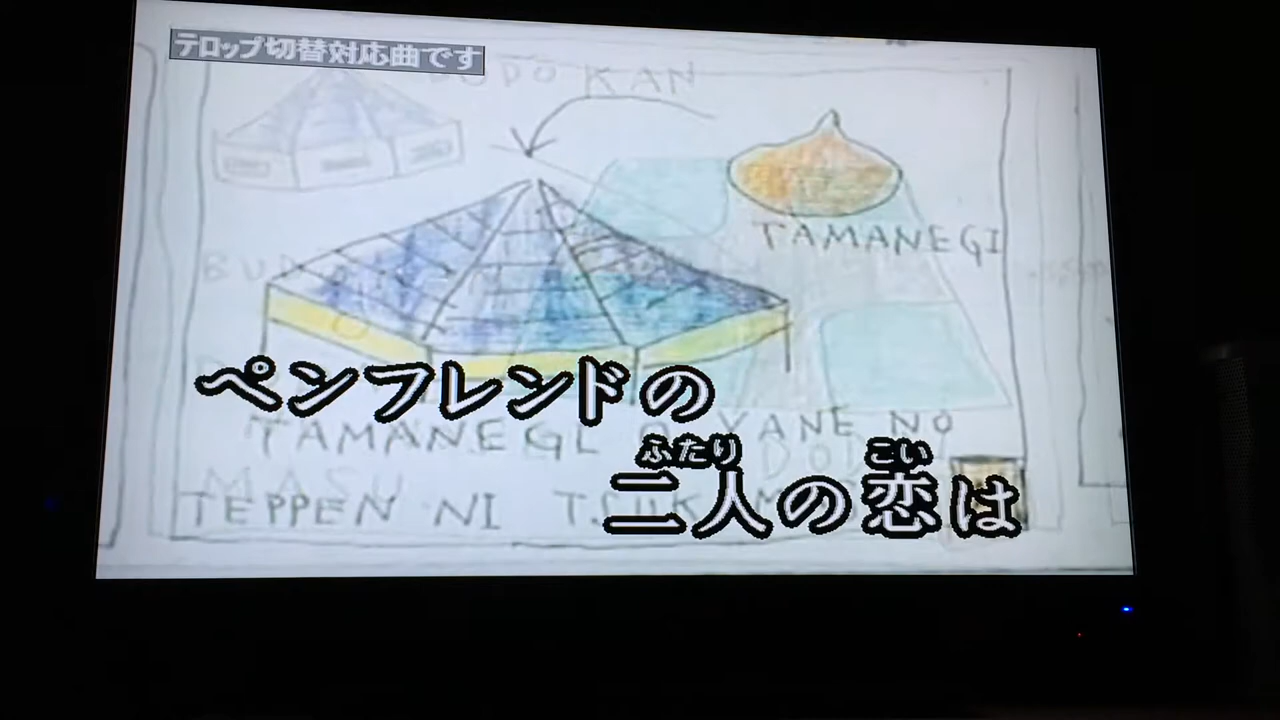 テロップ切替対応曲です
BUDOKAN
TAMANEGI
ペンフレンドの
TAMANEGI YANE NO
ふたり こい
二人の恋は
TEPPEN NI